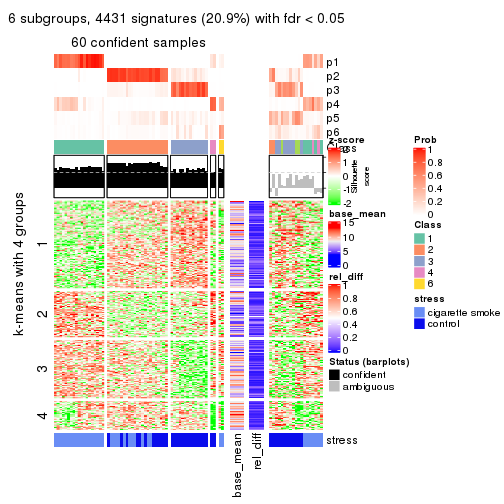 6 subgroups, 4431 signatures (20.9%) with fdr < 0.05
60 confident samples
p1
p2
p3
p4
p5
p6
Class
Silhouette
score
k-means with 4 groups
1
2
3
4
base_mean
rel_diff
stress
z-score
2
1
0
-1
-2
base_mean
15
10
5
0
rel_diff
1
0.8
0.6
0.4
0.2
0
Status (barplots)
confident
ambiguous
Prob
1
0.8
0.6
0.4
0.2
0
Class
1
2
3
4
6
stress
cigarette smoke
control